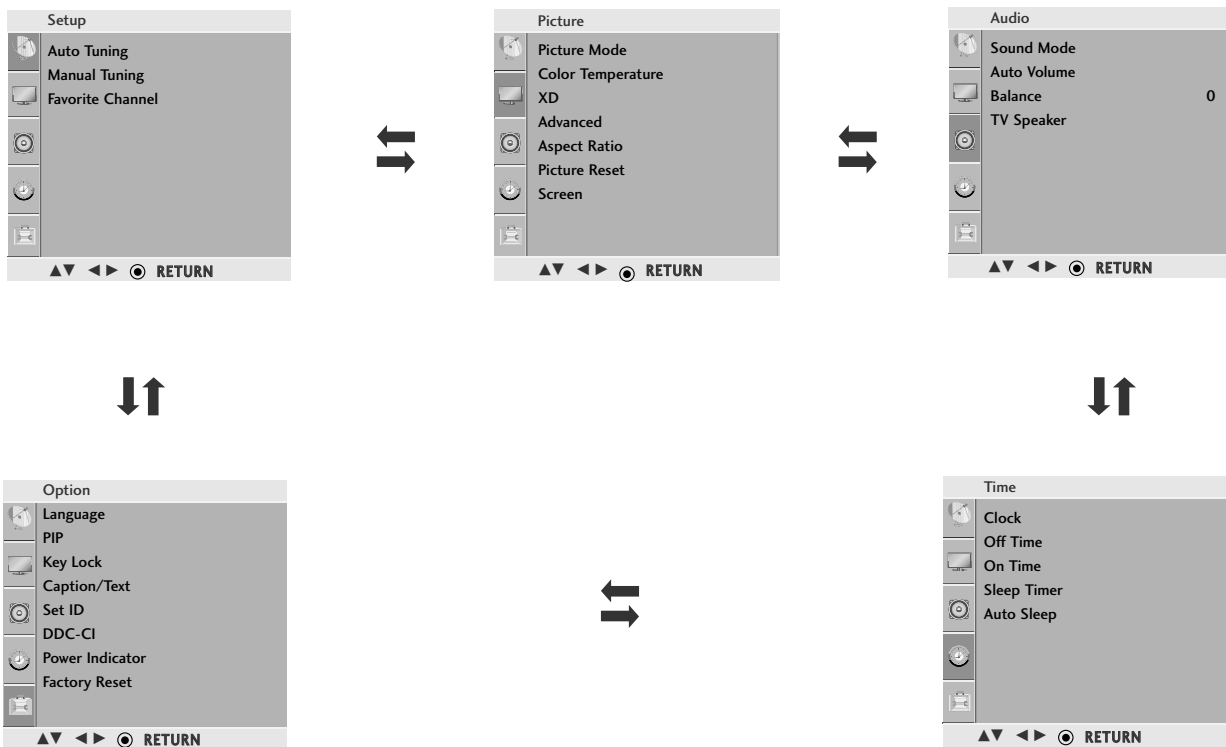 Setup
Auto Tuning
Manual Tuning
Favorite Channel
RETURN
Picture
Picture Mode
Color Temperature
XD
Advanced
Aspect Ratio
Picture Reset
Screen
RETURN
Audio
Sound Mode
Auto Volume
Balance 0
TV Speaker
RETURN
Option
Language
PIP
Key Lock
Caption/Text
Set ID
DDC-CI
Power Indicator
Factory Reset
RETURN
Time
Clock
Off Time
On Time
Sleep Timer
Auto Sleep
RETURN